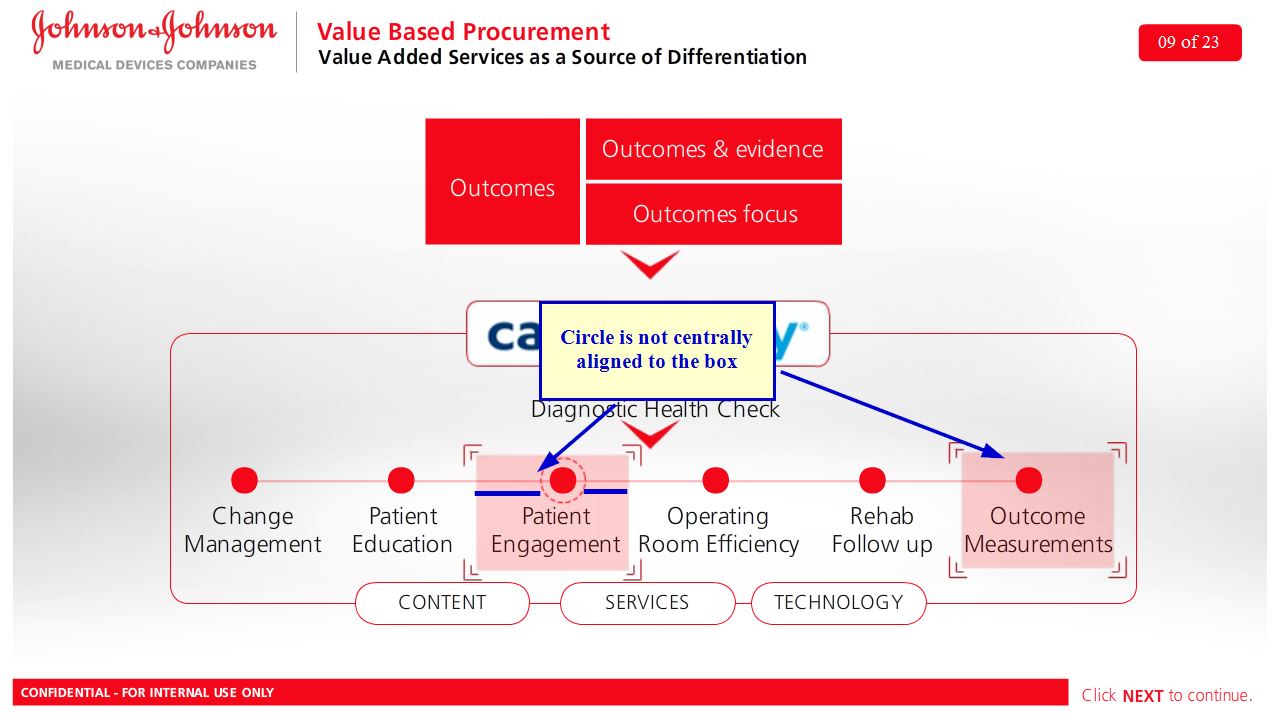 Johnson & Johnson
MEDICAL DEVICES COMPANIES
Value Based Procurement
Value Added Services as a Source of Differentiation
09 of 23
Outcomes
Outcomes & evidence
Outcomes focus
ca
y®
Circle is not centrally
aligned to the box
Diagnostic Health Check
Change
Management
Patient
Education
Patient
Engagement
Operating
Room Efficiency
Rehab
Follow up
Outcome
Measurements
CONTENT
SERVICES
TECHNOLOGY
CONFIDENTIAL - FOR INTERNAL USE ONLY
Click NEXT to continue.